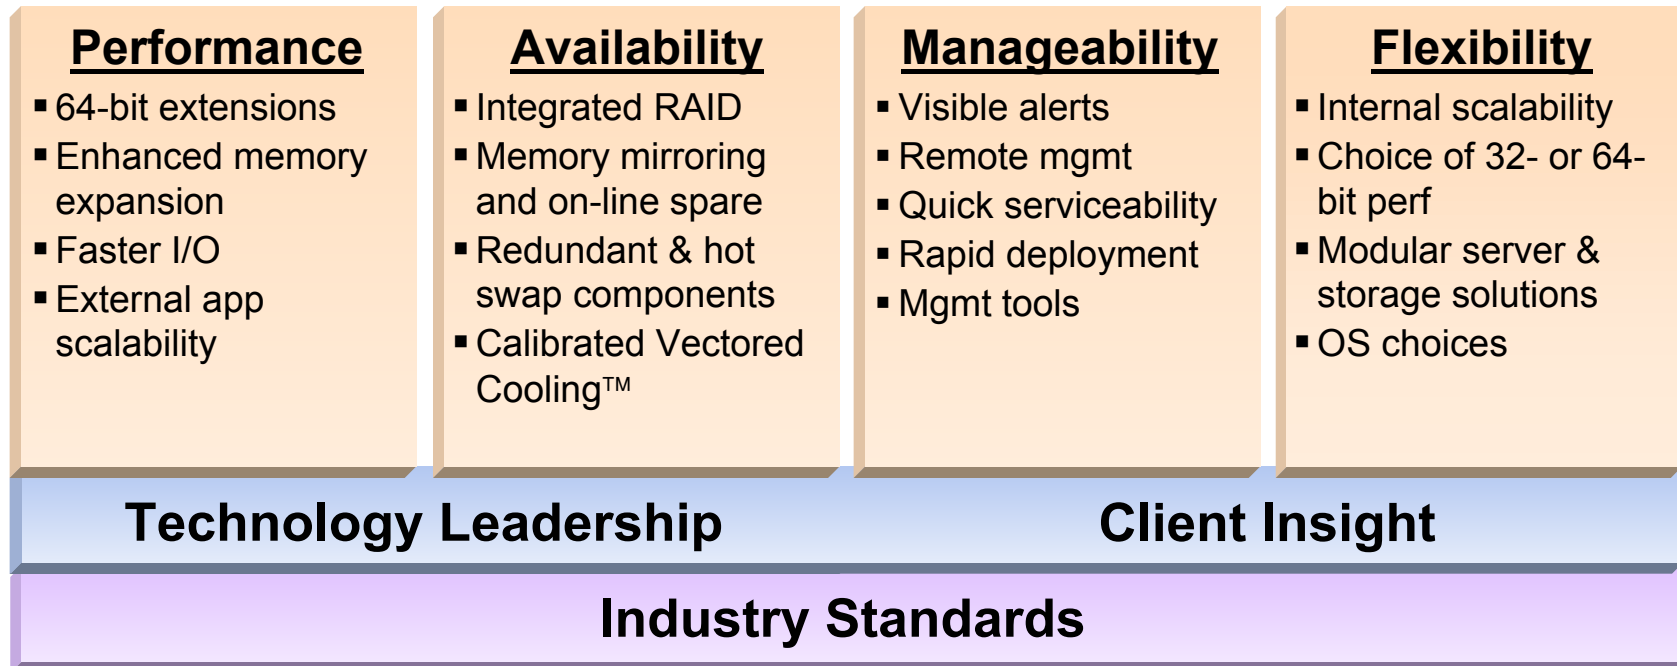 Performance
▪ 64-bit extensions
▪ Enhanced memory
expansion
▪ Faster I/O
▪ External app
scalability
Availability
▪ Integrated RAID
▪ Memory mirroring
and on-line spare
▪ Redundant & hot
swap components
▪ Calibrated Vectored
Cooling™
Manageability
▪ Visible alerts
▪ Remote mgmt
▪ Quick serviceability
▪ Rapid deployment
▪ Mgmt tools
Flexibility
▪ Internal scalability
▪ Choice of 32- or 64-
bit perf
▪ Modular server &
storage solutions
▪ OS choices
Technology Leadership
Client Insight
Industry Standards